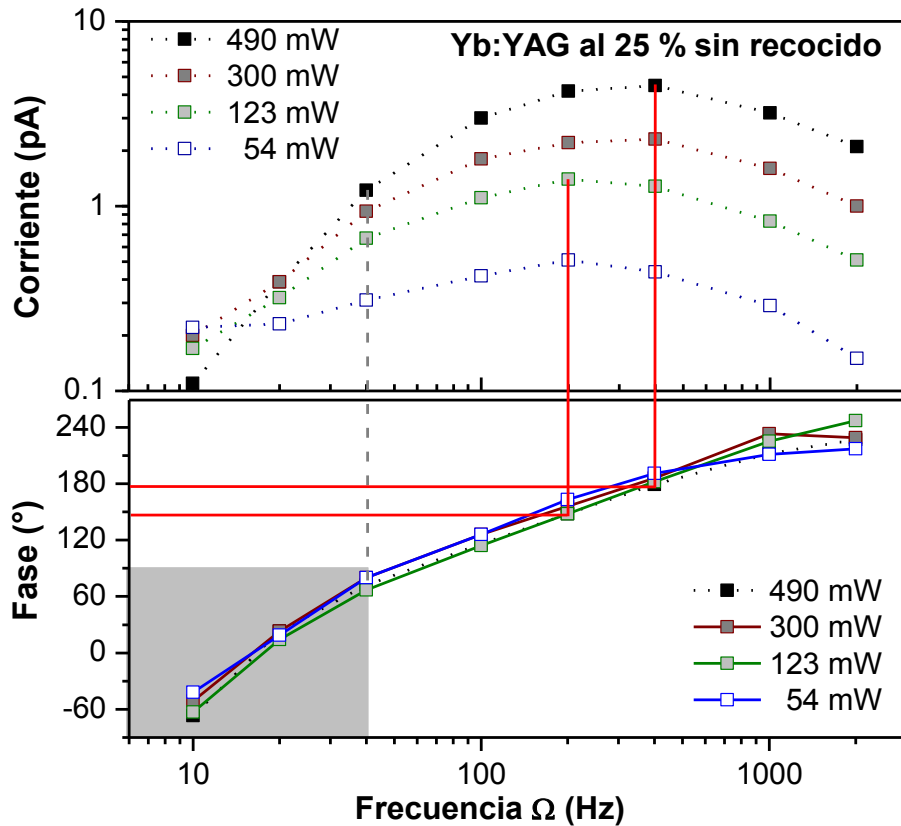 10
Yb:YAG al 25 % sin recocido
490 mW
300 mW
123 mW
54 mW
Corriente (pA)
1
0.1
240
180
120
60
0
-60
Fase (°)
490 mW
300 mW
123 mW
54 mW
10
100
1000
Frecuencia Ω (Hz)